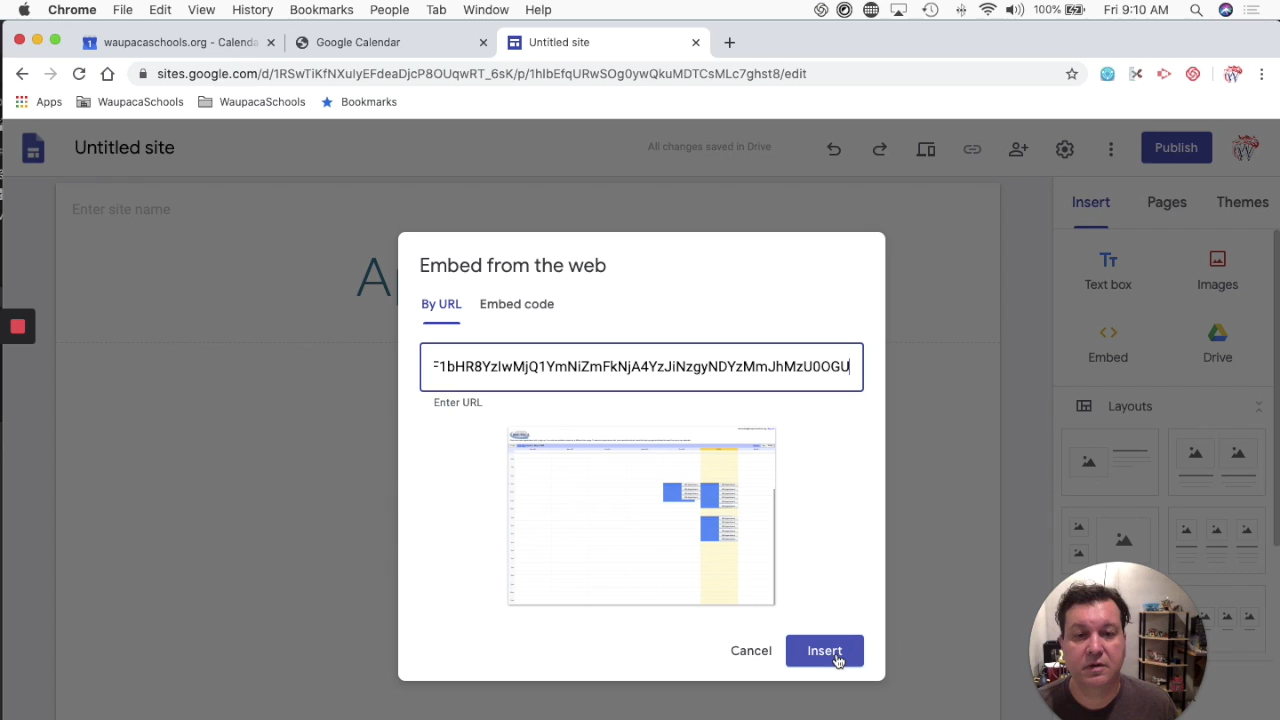 Chrome File Edit View History Bookmarks People Tab Window Help 100% Fri 9:10 AM
waupacaschools.org - Calenda Google Calendar Untitled site
sites.google.com/d/1RSwTiKfNXuIyEFdeaDjcP8OUqwRT_6sK/p/1hIbEfqURwSOg0ywQkuMDTCsMLc7ghst8/edit
Apps WaupacaSchools WaupacaSchools Bookmarks
Untitled site All changes saved in Drive Publish
Enter site name
Insert Pages Themes
Embed from the web
By URL Embed code
Text box Images
F1bHR8YzIwMjQ1YmNiZmFkNjA4YzJiNzgyNDYzMmJhMzU0OGU
Enter URL
Embed Drive
Layouts
Cancel Insert